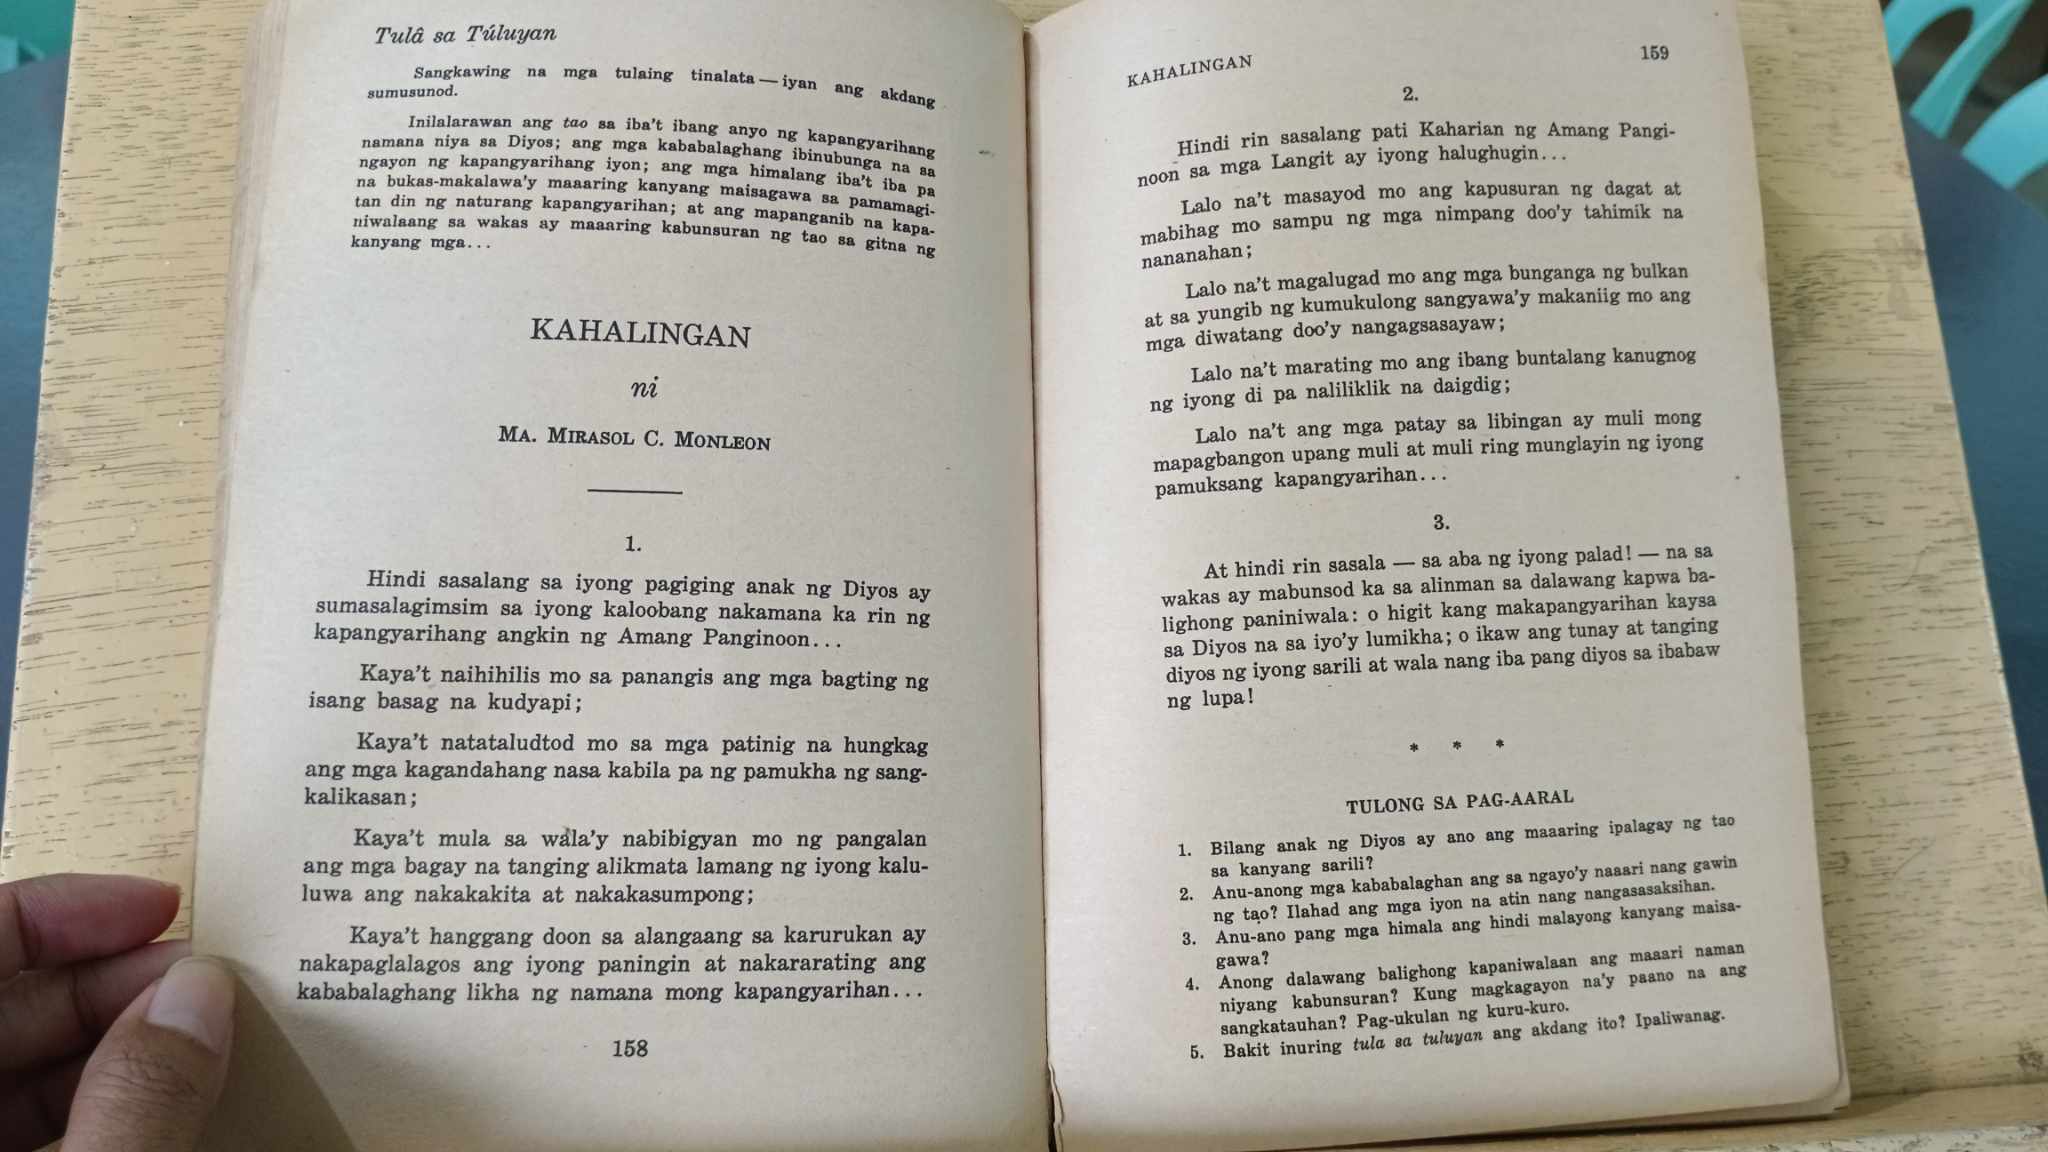 Tulâ sa Túluyan
Sangkawing na mga tulaing tinalata — iyan ang akdang
sumusunod.
Inilalarawan ang tao sa iba't ibang anyo ng kapangyarihang
namana niya sa Diyos; ang mga kababalaghang ibinubunga na sa
ngayon ng kapangyarihang iyon; ang mga himalang iba't iba pa
na bukas-makalawa'y maaaring kanyang maisagawa sa pamamagi-
tan din ng naturang kapangyarihan; at ang mapanganib na kapa-
niwalaang sa wakas ay maaaring kabunsuran ng tao sa gitna ng
kanyang mga...
KAHALINGAN
ni
MA. MIRASOL C. MONLEON
1.
Hindi sasalang sa iyong pagiging anak ng Diyos ay
sumasalagimsim sa iyong kaloobang nakamana ka rin ng
kapangyarihang angkin ng Amang Panginoon...
Kaya't naihihilis mo sa panangis ang mga bagting ng
isang basag na kudyapi;
Kaya't natataludtod mo sa mga patinig na hungkag
ang mga kagandahang nasa kabila pa ng pamukha ng sang-
kalikasan;
Kaya't mula sa wala'y nabibigyan mo ng pangalan
ang mga bagay na tanging alikmata lamang ng iyong kalu-
luwa ang nakakakita at nakakasumpong;
Kaya't hanggang doon sa alangaang sa karurukan ay
nakapaglalagos ang iyong paningin at nakararating ang
kababalaghang likha ng namana mong kapangyarihan...
158
KAHALINGAN
159
2.
Hindi rin sasalang pati Kaharian ng Amang Pangi-
noon sa mga Langit ay iyong halughugin...
Lalo na't masayod mo ang kapusuran ng dagat at
mabihag mo sampu ng mga nimpang doo'y tahimik na
nananahan;
Lalo na't magalugad mo ang mga bunganga ng bulkan
at sa yungib ng kumukulong sangyawa'y makaniig mo ang
mga diwatang doo'y nangagsasayaw;
Lalo na't marating mo ang ibang buntalang kanugnog
ng iyong di pa naliliklik na daigdig;
Lalo na't ang mga patay sa libingan ay muli mong
mapagbangon upang muli at muli ring munglayin ng iyong
pamuksang kapangyarihan...
3.
At hindi rin sasala — sa aba ng iyong palad! — na sa
wakas ay mabunsod ka sa alinman sa dalawang kapwa ba-
lighong paniniwala: o higit kang makapangyarihan kaysa
sa Diyos na sa iyo'y lumikha; o ikaw ang tunay at tanging
diyos ng iyong sarili at wala nang iba pang diyos sa ibabaw
ng lupa!
* * *
TULONG SA PAG-AARAL
1. Bilang anak ng Diyos ay ano ang maaaring ipalagay ng tao
sa kanyang sarili?
2. Anu-anong mga kababalaghan ang sa ngayo'y naaari nang gawin
ng tao? Ilahad ang mga iyon na atin nang nangasasaksihan.
3. Anu-ano pang mga himala ang hindi malayong kanyang maisa-
gawa?
4. Anong dalawang balighong kapaniwalaan ang maaari naman
niyang kabunsuran? Kung magkagayon na'y paano na ang
sangkatauhan? Pag-ukulan ng kuru-kuro.
5. Bakit inuring tula sa tuluyan ang akdang ito? Ipaliwanag.